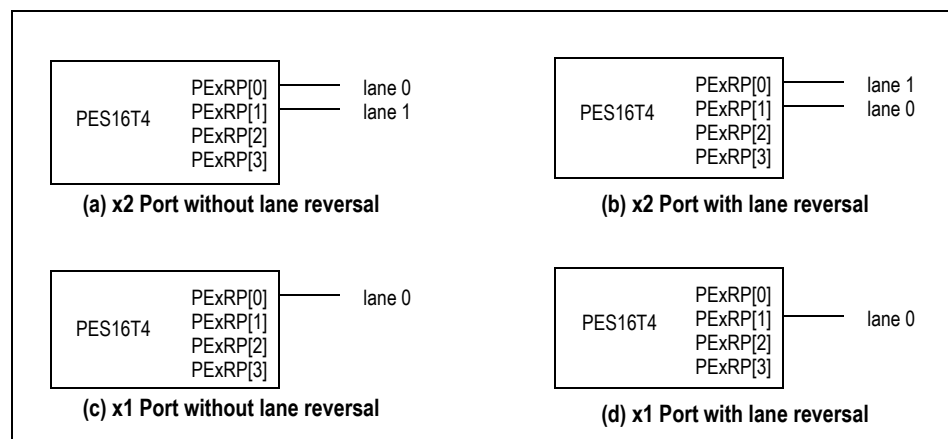 PES16T4
PExRP[0] lane 0
PExRP[1] lane 1
PExRP[2]
PExRP[3]
(a) x2 Port without lane reversal
PES16T4
PExRP[0] lane 1
PExRP[1] lane 0
PExRP[2]
PExRP[3]
(b) x2 Port with lane reversal
PES16T4
PExRP[0] lane 0
PExRP[1]
PExRP[2]
PExRP[3]
(c) x1 Port without lane reversal
PES16T4
PExRP[0]
PExRP[1] lane 0
PExRP[2]
PExRP[3]
(d) x1 Port with lane reversal